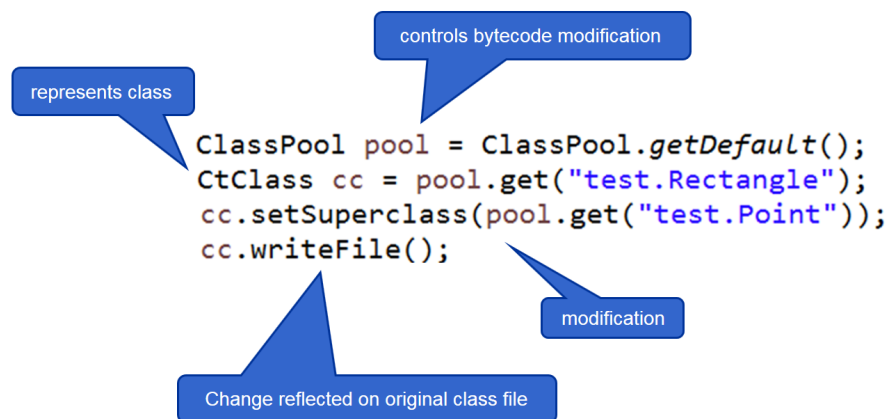 controls bytecode modification
represents class
ClassPool pool = ClassPool.getDefault();
CtClass cc = pool.get("test.Rectangle");
cc.setSuperclass(pool.get("test.Point"));
cc.writeFile();
modification
Change reflected on original class file